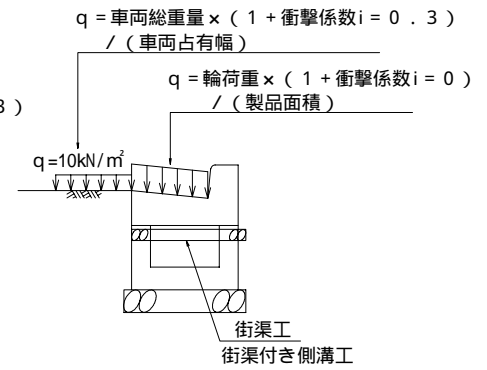 q = 車両総重量 × ( 1 + 衝撃係数 i = 0 . 3 )
/ ( 車両占有幅 )
q = 輪荷重 × ( 1 + 衝撃係数 i = 0 )
/ ( 製品面積 )
3 )
q=10kN/m²
街渠工
街渠付き側溝工